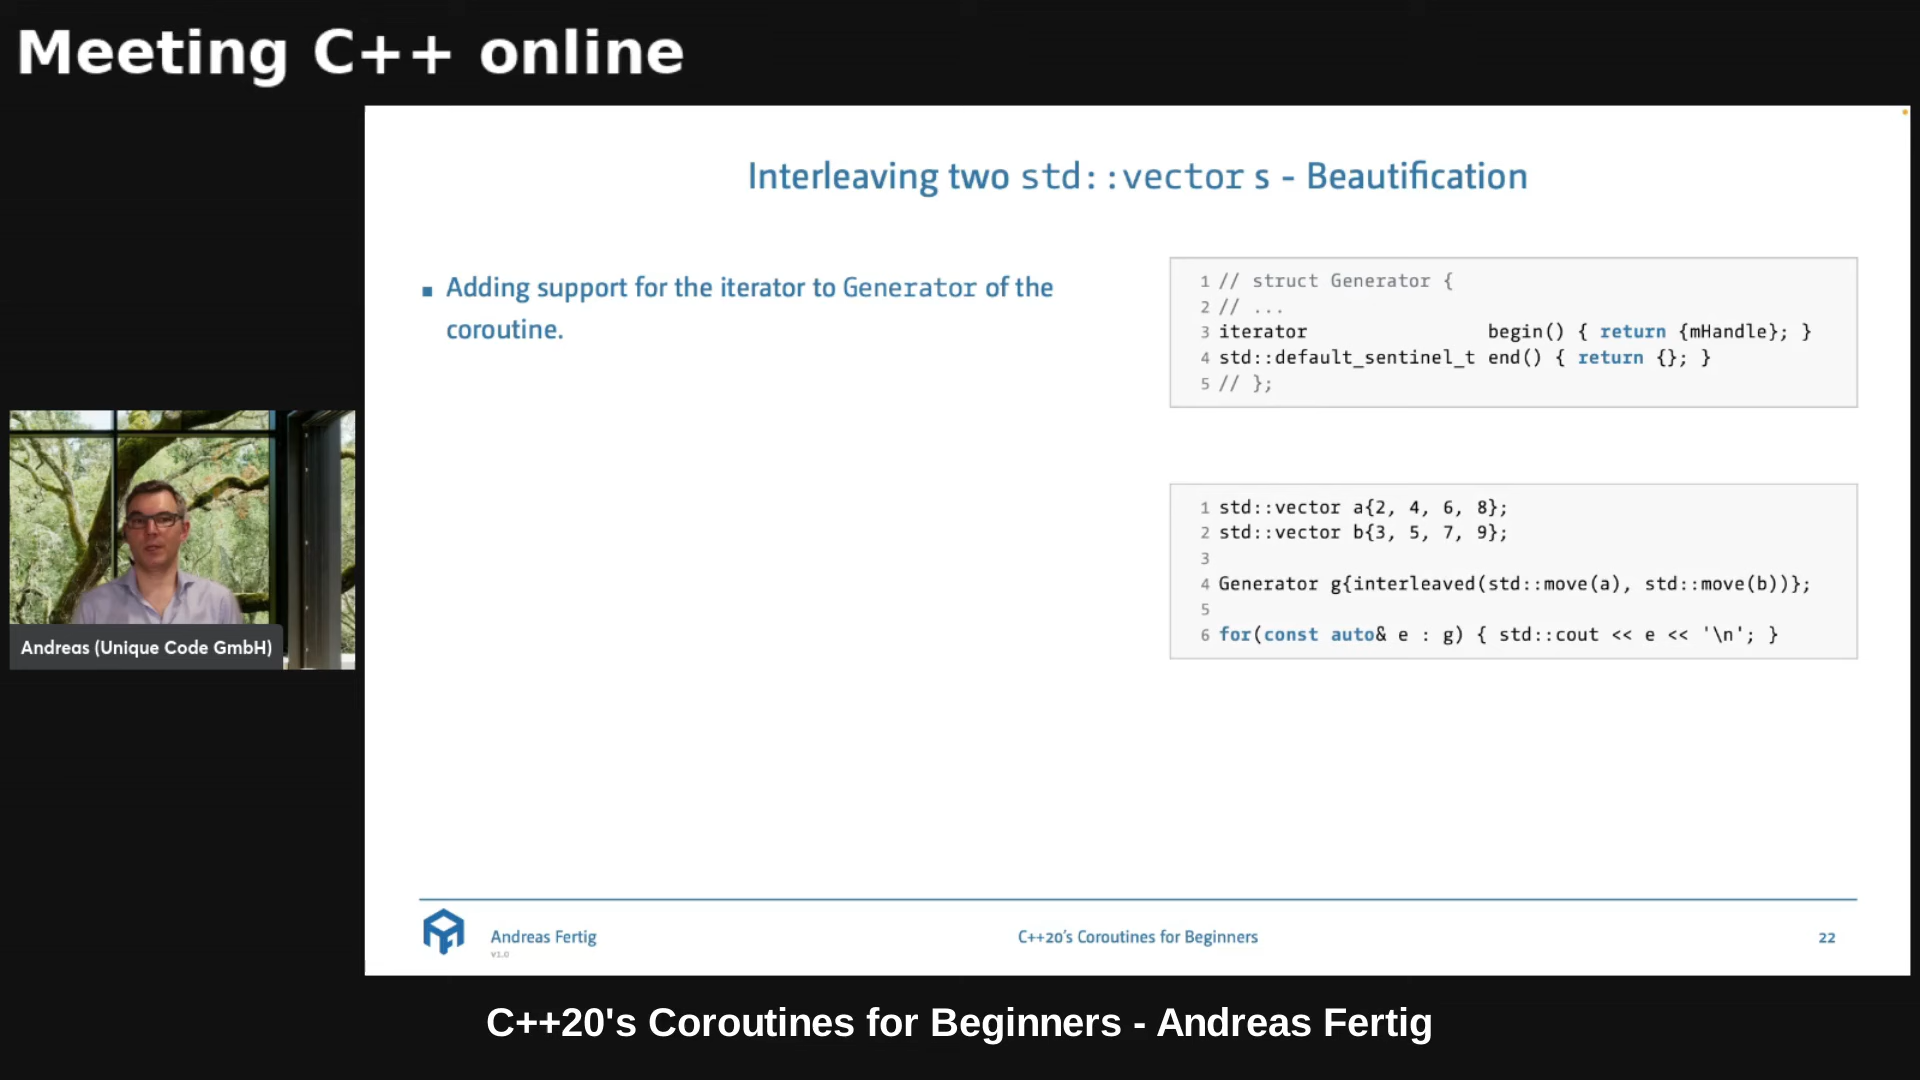 Meeting C++ online
Interleaving two std::vector s - Beautification
▪ Adding support for the iterator to Generator of the
coroutine.
1 // struct Generator {
2 // ...
3 iterator                begin() { return {mHandle}; }
4 std::default_sentinel_t end() { return {}; }
5 // };
1 std::vector a{2, 4, 6, 8};
2 std::vector b{3, 5, 7, 9};
3
4 Generator g{interleaved(std::move(a), std::move(b))};
5
6 for(const auto& e : g) { std::cout << e << '\n'; }
Andreas (Unique Code GmbH)
Andreas Fertig
v1.0
C++20's Coroutines for Beginners
22
C++20's Coroutines for Beginners - Andreas Fertig